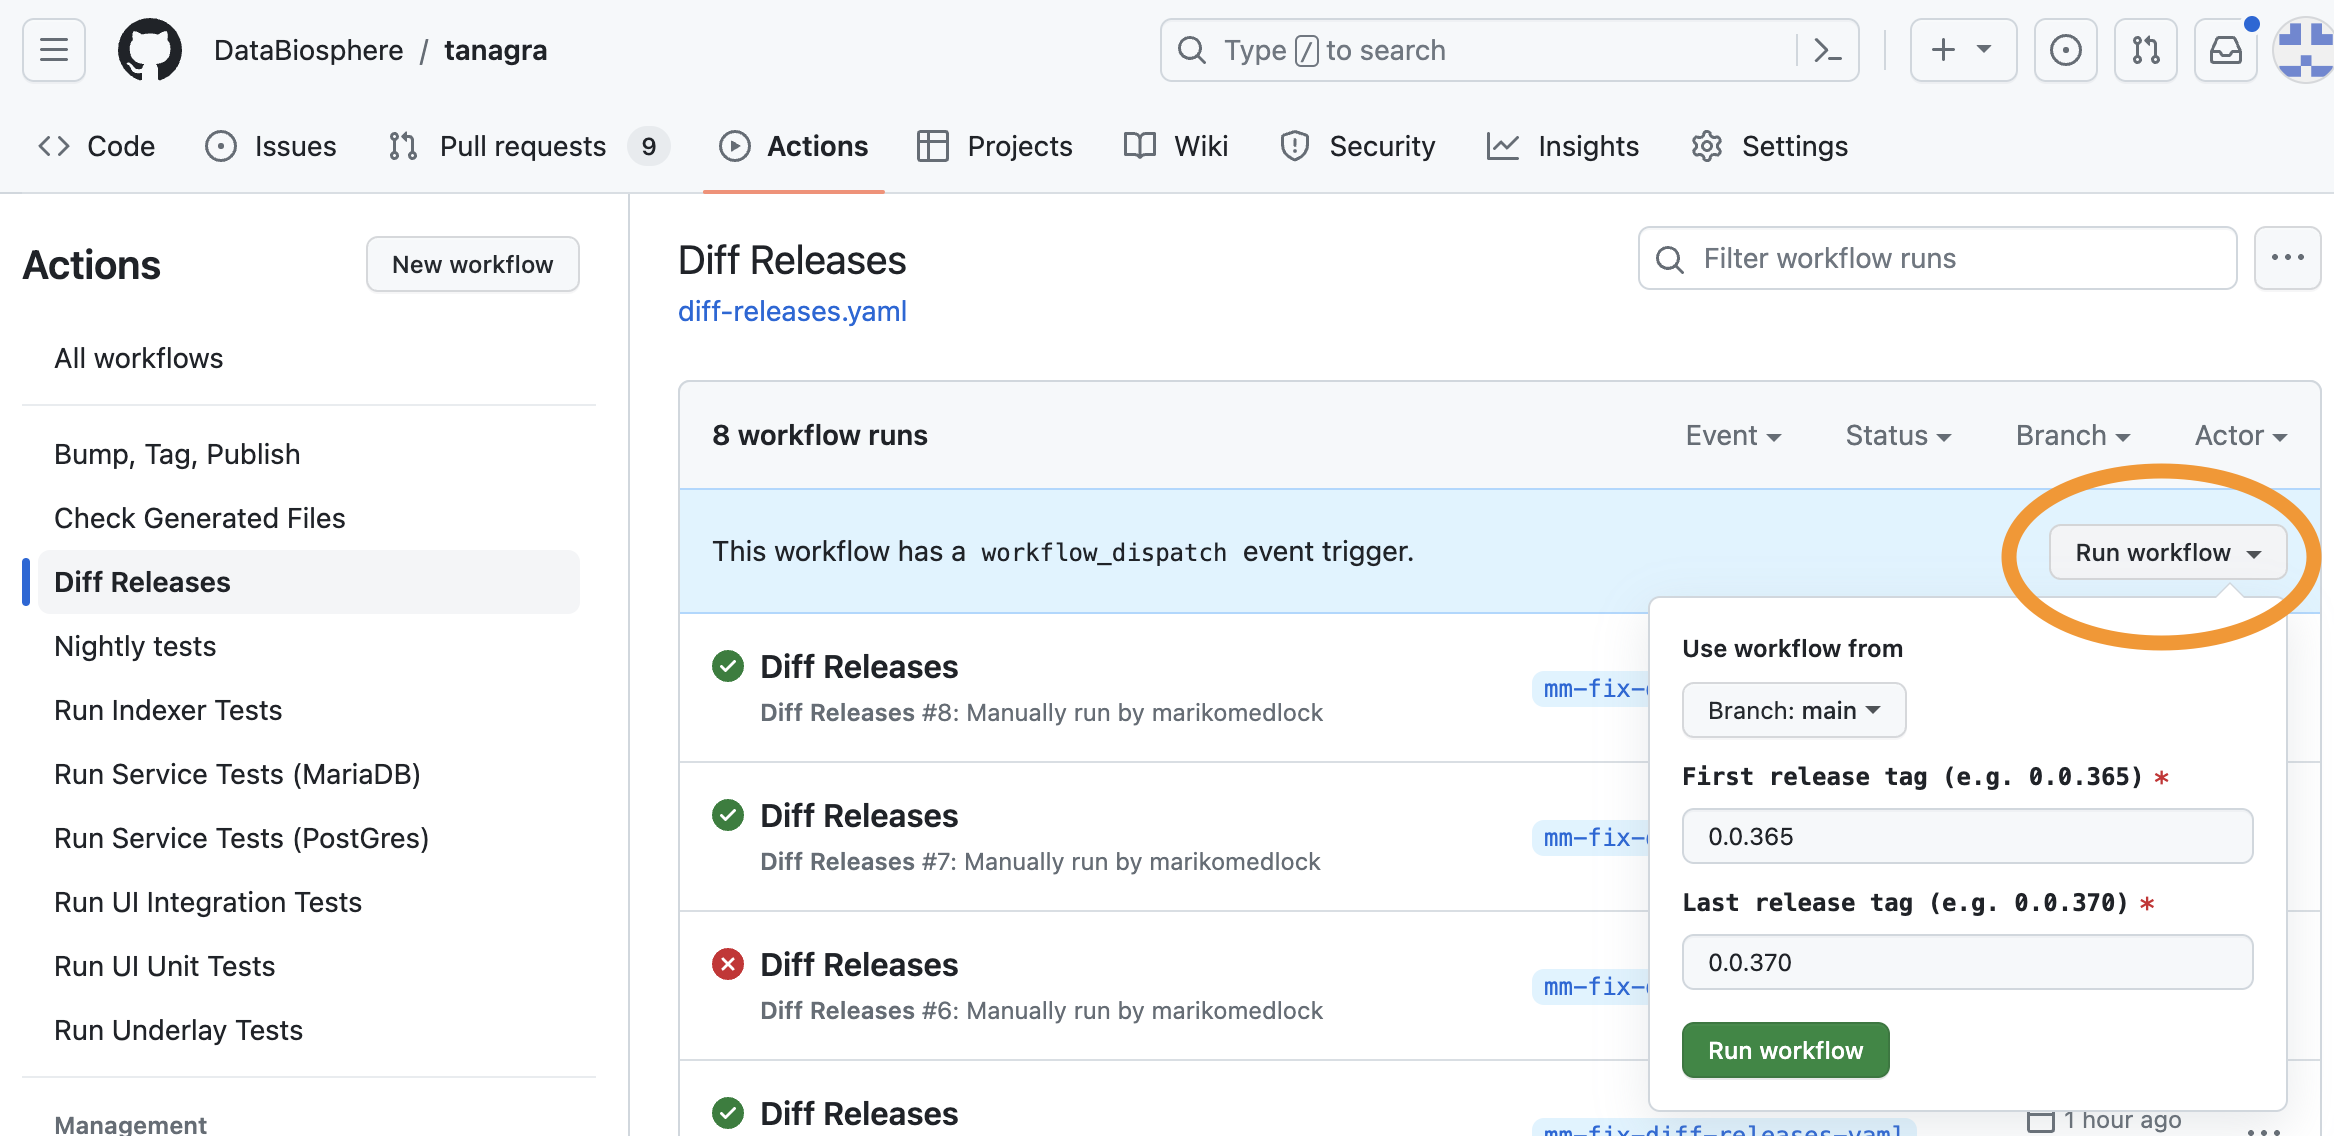 DataBiosphere / tanagra
Type / to search
Code
Issues
Pull requests 9
Actions
Projects
Wiki
Security
Insights
Settings
Actions
New workflow
All workflows
Bump, Tag, Publish
Check Generated Files
Diff Releases
Nightly tests
Run Indexer Tests
Run Service Tests (MariaDB)
Run Service Tests (PostGres)
Run UI Integration Tests
Run UI Unit Tests
Run Underlay Tests
Management
Diff Releases
diff-releases.yaml
Filter workflow runs
8 workflow runs
Event
Status
Branch
Actor
This workflow has a workflow_dispatch event trigger.
Run workflow
Diff Releases
Diff Releases #8: Manually run by marikomedlock
mm-fix-
Diff Releases
Diff Releases #7: Manually run by marikomedlock
mm-fix-
Diff Releases
Diff Releases #6: Manually run by marikomedlock
mm-fix-
Diff Releases
mm-fix-diff-releases-yaml
1 hour ago
Use workflow from
Branch: main
First release tag (e.g. 0.0.365) *
0.0.365
Last release tag (e.g. 0.0.370) *
0.0.370
Run workflow